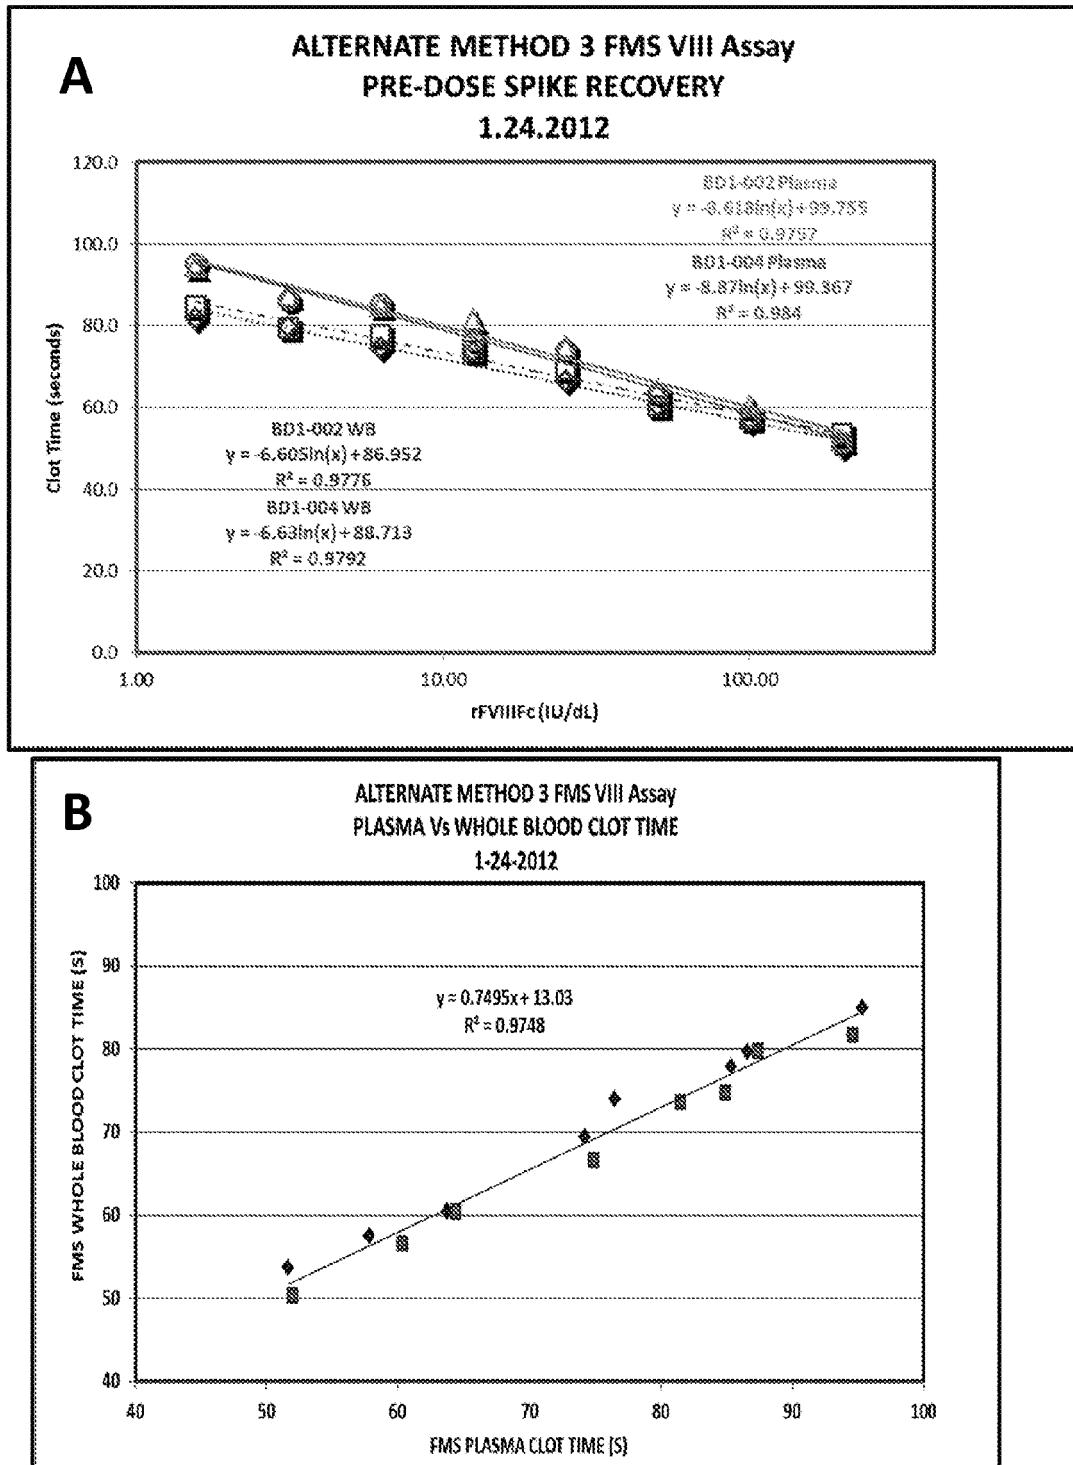 A
ALTERNATE METHOD 3 FMS VIII Assay
PRE-DOSE SPIKE RECOVERY
1.24.2012
120.0
100.0
80.0
60.0
40.0
20.0
0.0
Clot Time (seconds)
BD1-002 Plasma
y = -8.618ln(x) + 99.755
R² = 0.9757
BD1-004 Plasma
y = -8.87ln(x) + 99.367
R² = 0.984
BD1-002 WB
y = -6.605ln(x) + 86.952
R² = 0.9776
BD1-004 WB
y = -6.63ln(x) + 88.713
R² = 0.9792
1.00 10.00 100.00
rFVIIIFc (IU/dL)
B
ALTERNATE METHOD 3 FMS VIII Assay
PLASMA Vs WHOLE BLOOD CLOT TIME
1-24-2012
100
90
80
70
60
50
40
FMS WHOLE BLOOD CLOT TIME (S)
y = 0.7495x + 13.03
R² = 0.9748
40 50 60 70 80 90 100
FMS PLASMA CLOT TIME (S)